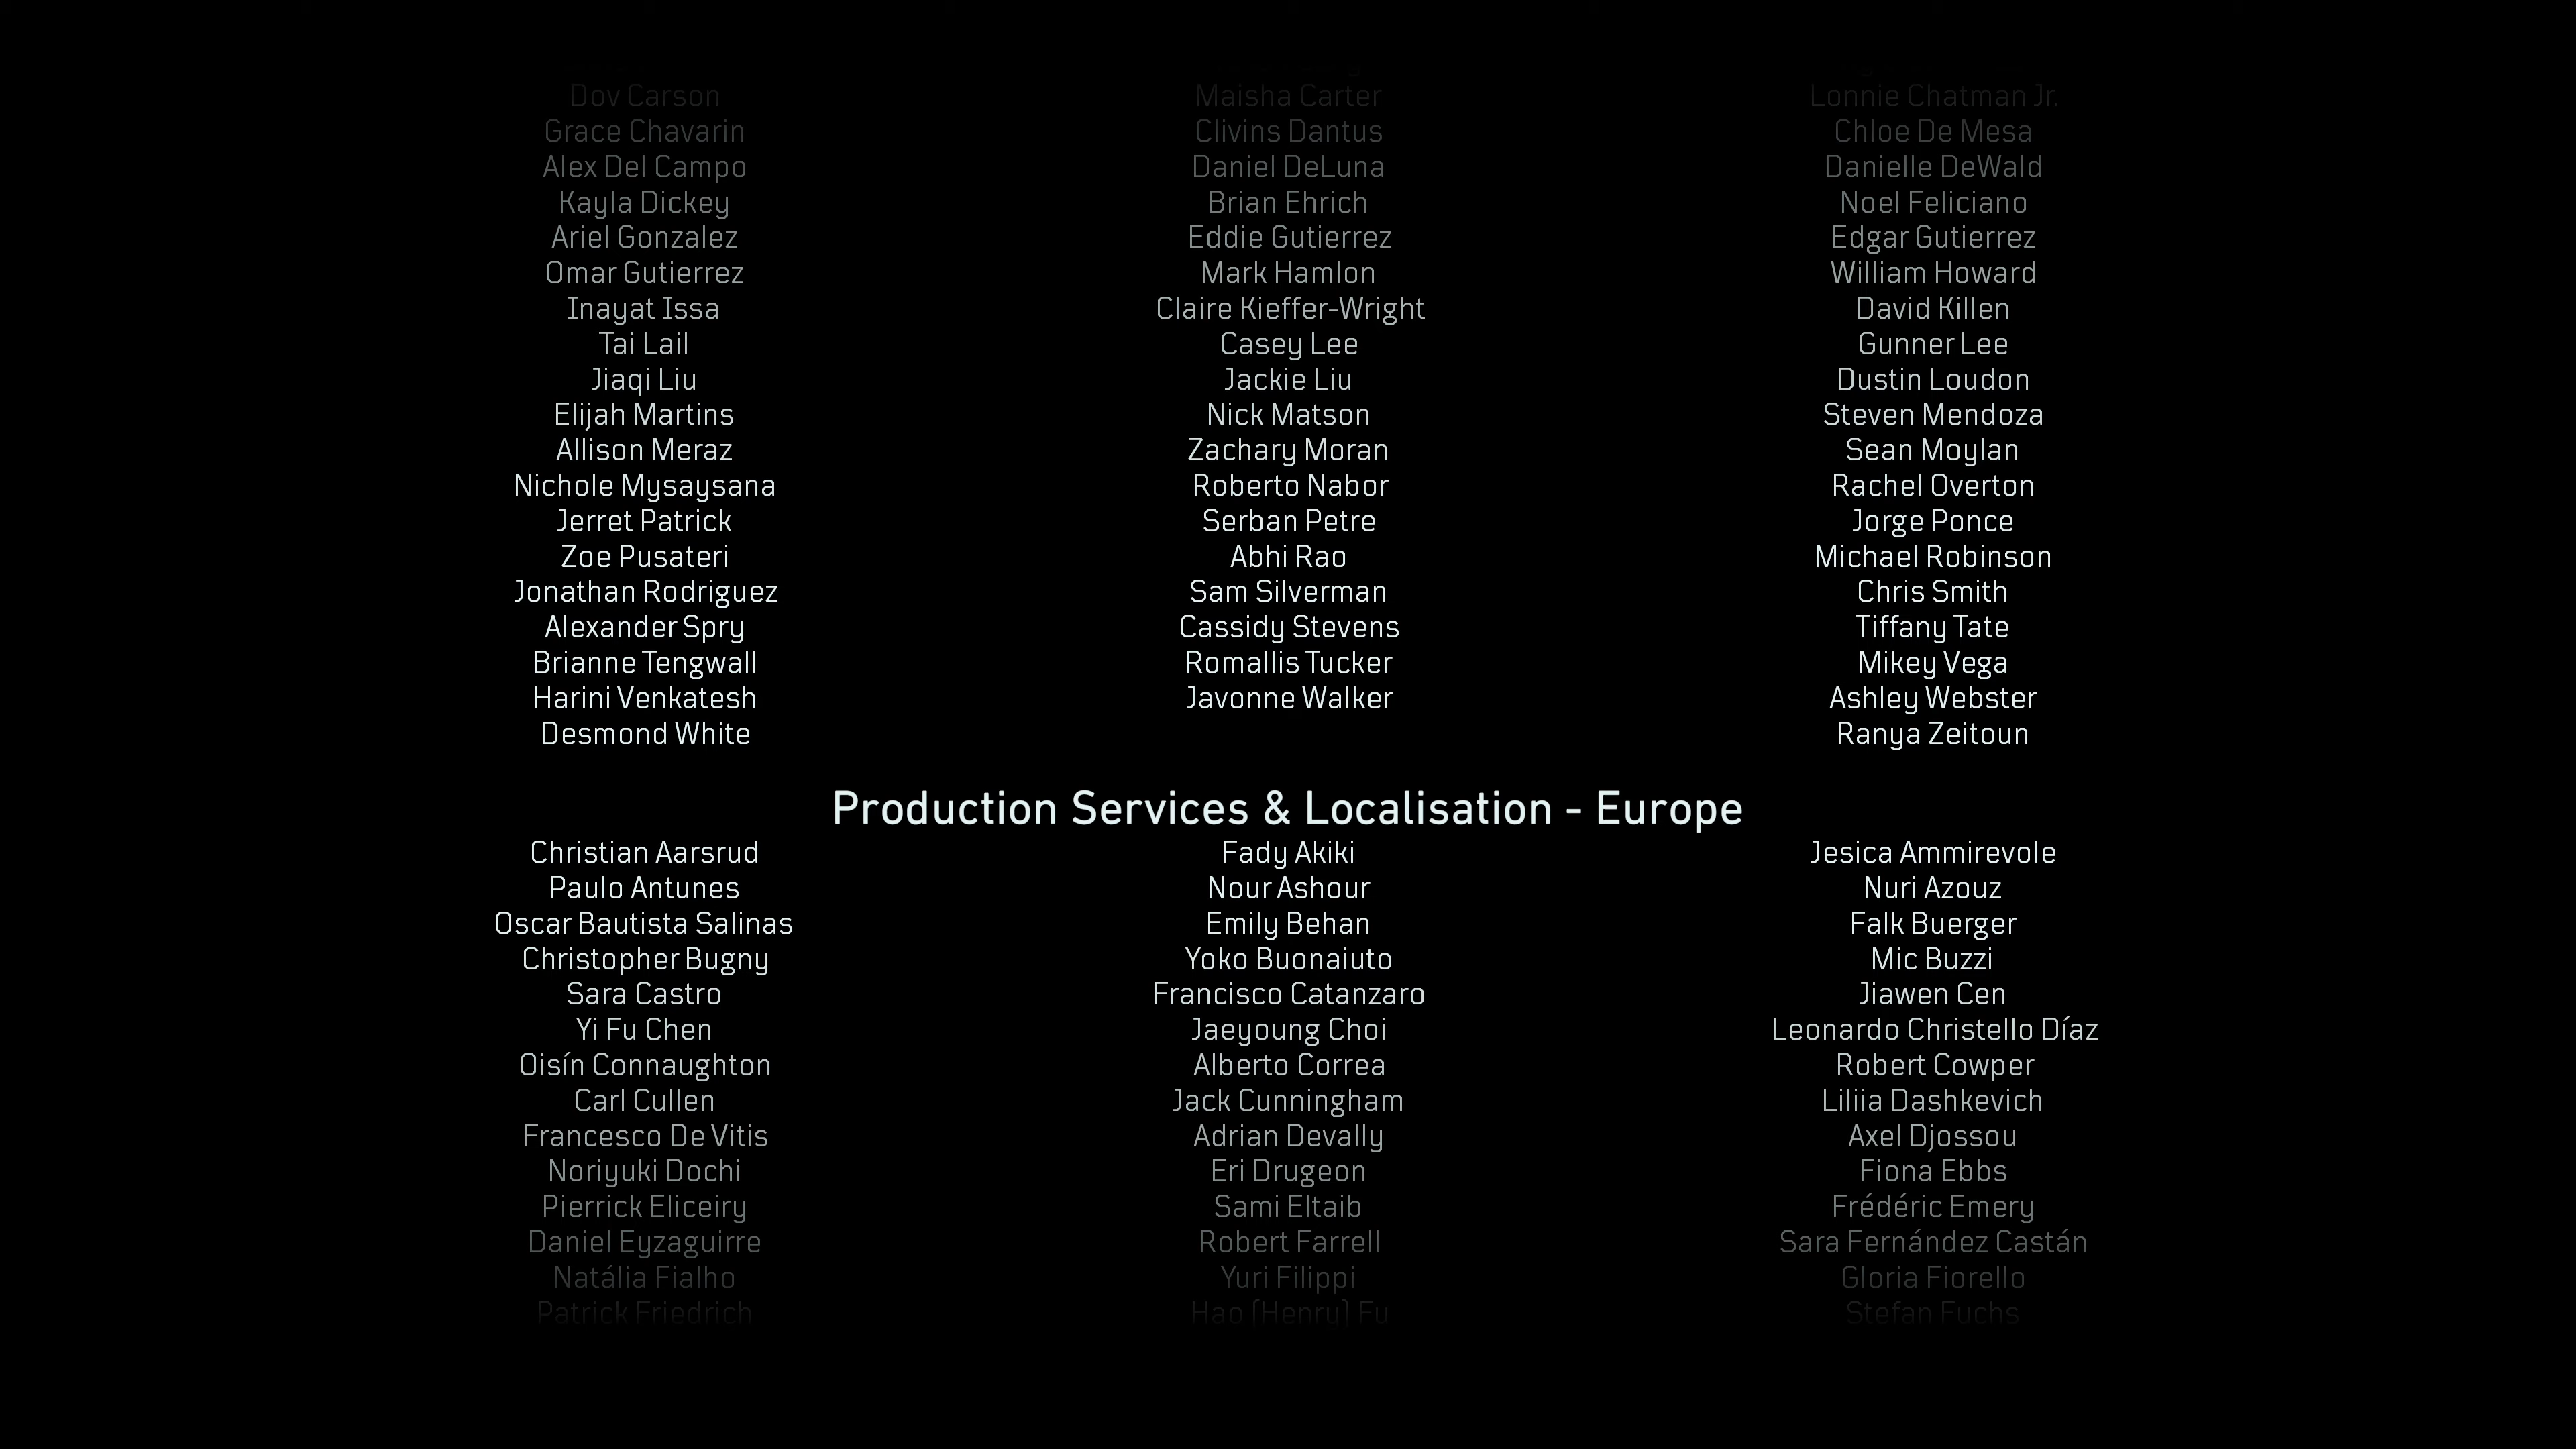 Dov Carson Maisha Carter Lonnie Chatman Jr.
Grace Chavarin Clivins Dantus Chloe De Mesa
Alex Del Campo Daniel DeLuna Danielle DeWald
Kayla Dickey Brian Ehrich Noel Feliciano
Ariel Gonzalez Eddie Gutierrez Edgar Gutierrez
Omar Gutierrez Mark Hamlon William Howard
Inayat Issa Claire Kieffer-Wright David Killen
Tai Lail Casey Lee Gunner Lee
Jiaqi Liu Jackie Liu Dustin Loudon
Elijah Martins Nick Matson Steven Mendoza
Allison Meraz Zachary Moran Sean Moylan
Nichole Mysaysana Roberto Nabor Rachel Overton
Jerret Patrick Serban Petre Jorge Ponce
Zoe Pusateri Abhi Rao Michael Robinson
Jonathan Rodriguez Sam Silverman Chris Smith
Alexander Spry Cassidy Stevens Tiffany Tate
Brianne Tengwall Romallis Tucker Mikey Vega
Harini Venkatesh Javonne Walker Ashley Webster
Desmond White Ranya Zeitoun
Production Services & Localisation - Europe
Christian Aarsrud Fady Akiki Jesica Ammirevole
Paulo Antunes Nour Ashour Nuri Azouz
Oscar Bautista Salinas Emily Behan Falk Buerger
Christopher Bugny Yoko Buonaiuto Mic Buzzi
Sara Castro Francisco Catanzaro Jiawen Cen
Yi Fu Chen Jaeyoung Choi Leonardo Christello Díaz
Oisín Connaughton Alberto Correa Robert Cowper
Carl Cullen Jack Cunningham Liliia Dashkevich
Francesco De Vitis Adrian Devally Axel Djossou
Noriyuki Dochi Eri Drugeon Fiona Ebbs
Pierrick Eliceiry Sami Eltaib Frédéric Emery
Daniel Eyzaguirre Robert Farrell Sara Fernández Castán
Natália Fialho Yuri Filippi Gloria Fiorello
Patrick Friedrich Hao (Henry) Fu Stefan Fuchs